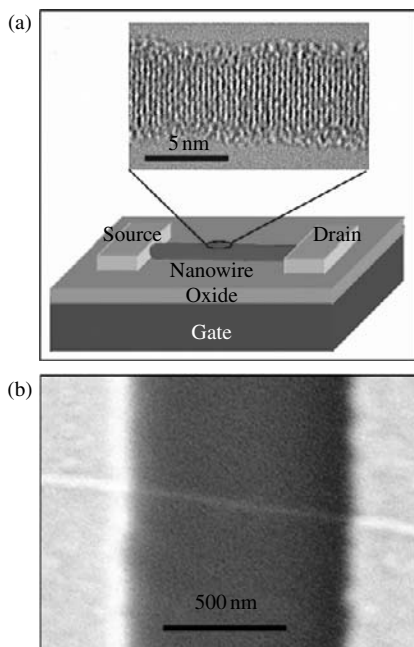 (a)
5 nm
Source
Drain
Nanowire
Oxide
Gate
(b)
500 nm